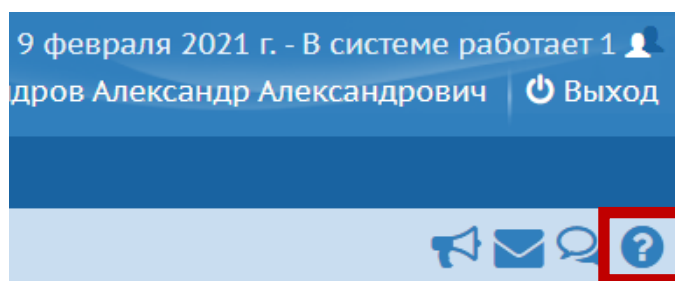 9 февраля 2021 г. - В системе работает 1
дров Александр Александрович Выход